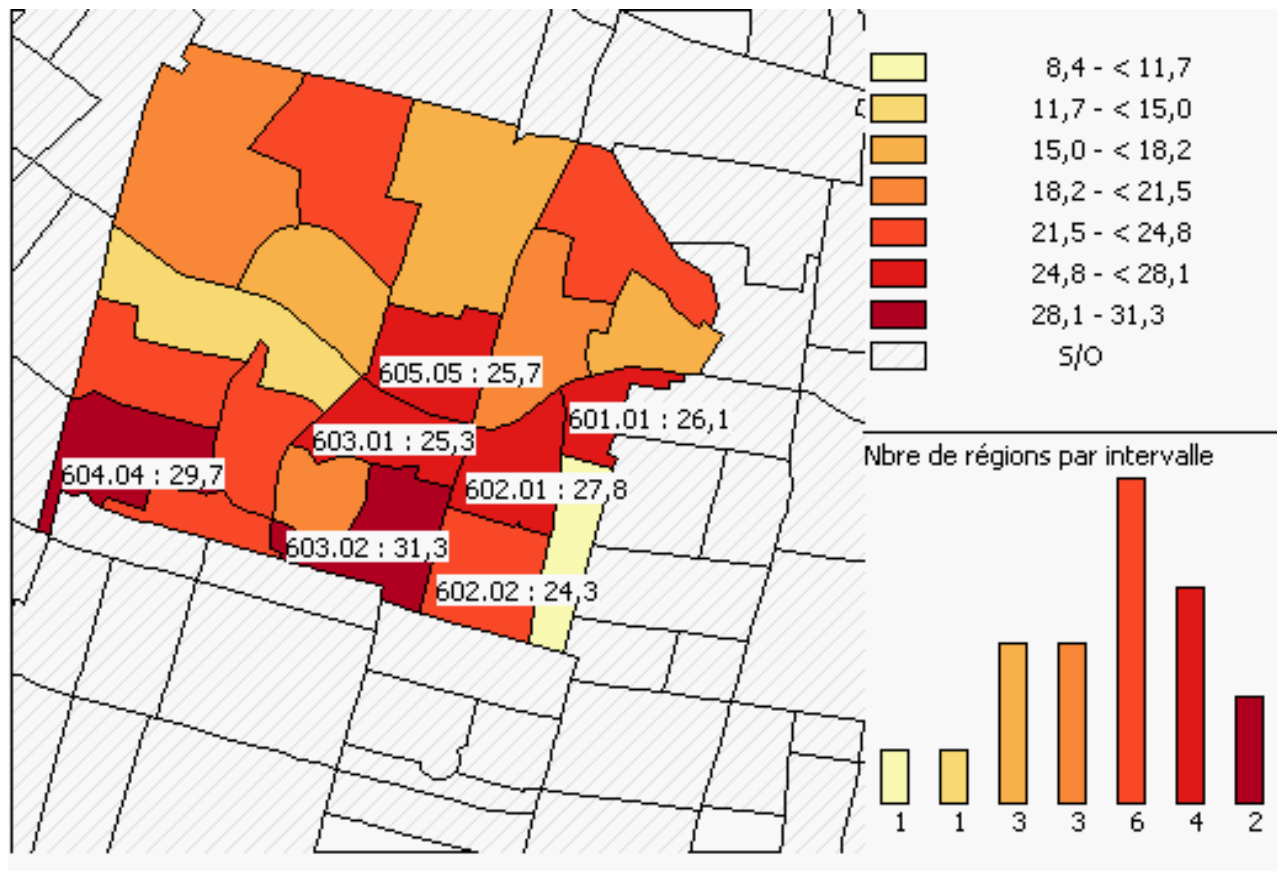 8,4 - < 11,7
11,7 - < 15,0
15,0 - < 18,2
18,2 - < 21,5
21,5 - < 24,8
24,8 - < 28,1
28,1 - 31,3
S/O
605.05 : 25,7
601.01 : 26,1
603.01 : 25,3
604.04 : 29,7
602.01 : 27,8
603.02 : 31,3
602.02 : 24,3
Nbre de régions par intervalle
1 1 3 3 6 4 2